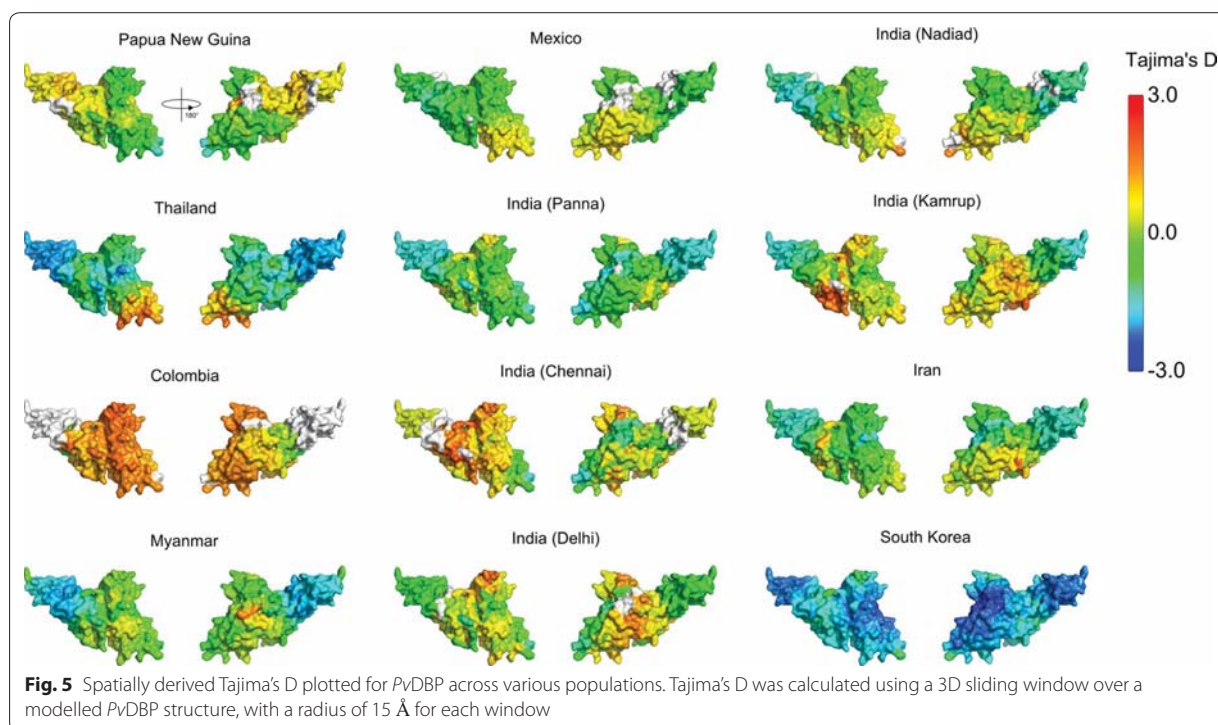 Papua New Guina
Mexico
India (Nadiad)
Tajima's D
3.0
0.0
-3.0
180°
Thailand
India (Panna)
India (Kamrup)
Colombia
India (Chennai)
Iran
Myanmar
India (Delhi)
South Korea
Fig. 5 Spatially derived Tajima's D plotted for PvDBP across various populations. Tajima's D was calculated using a 3D sliding window over a
modelled PvDBP structure, with a radius of 15 Å for each window